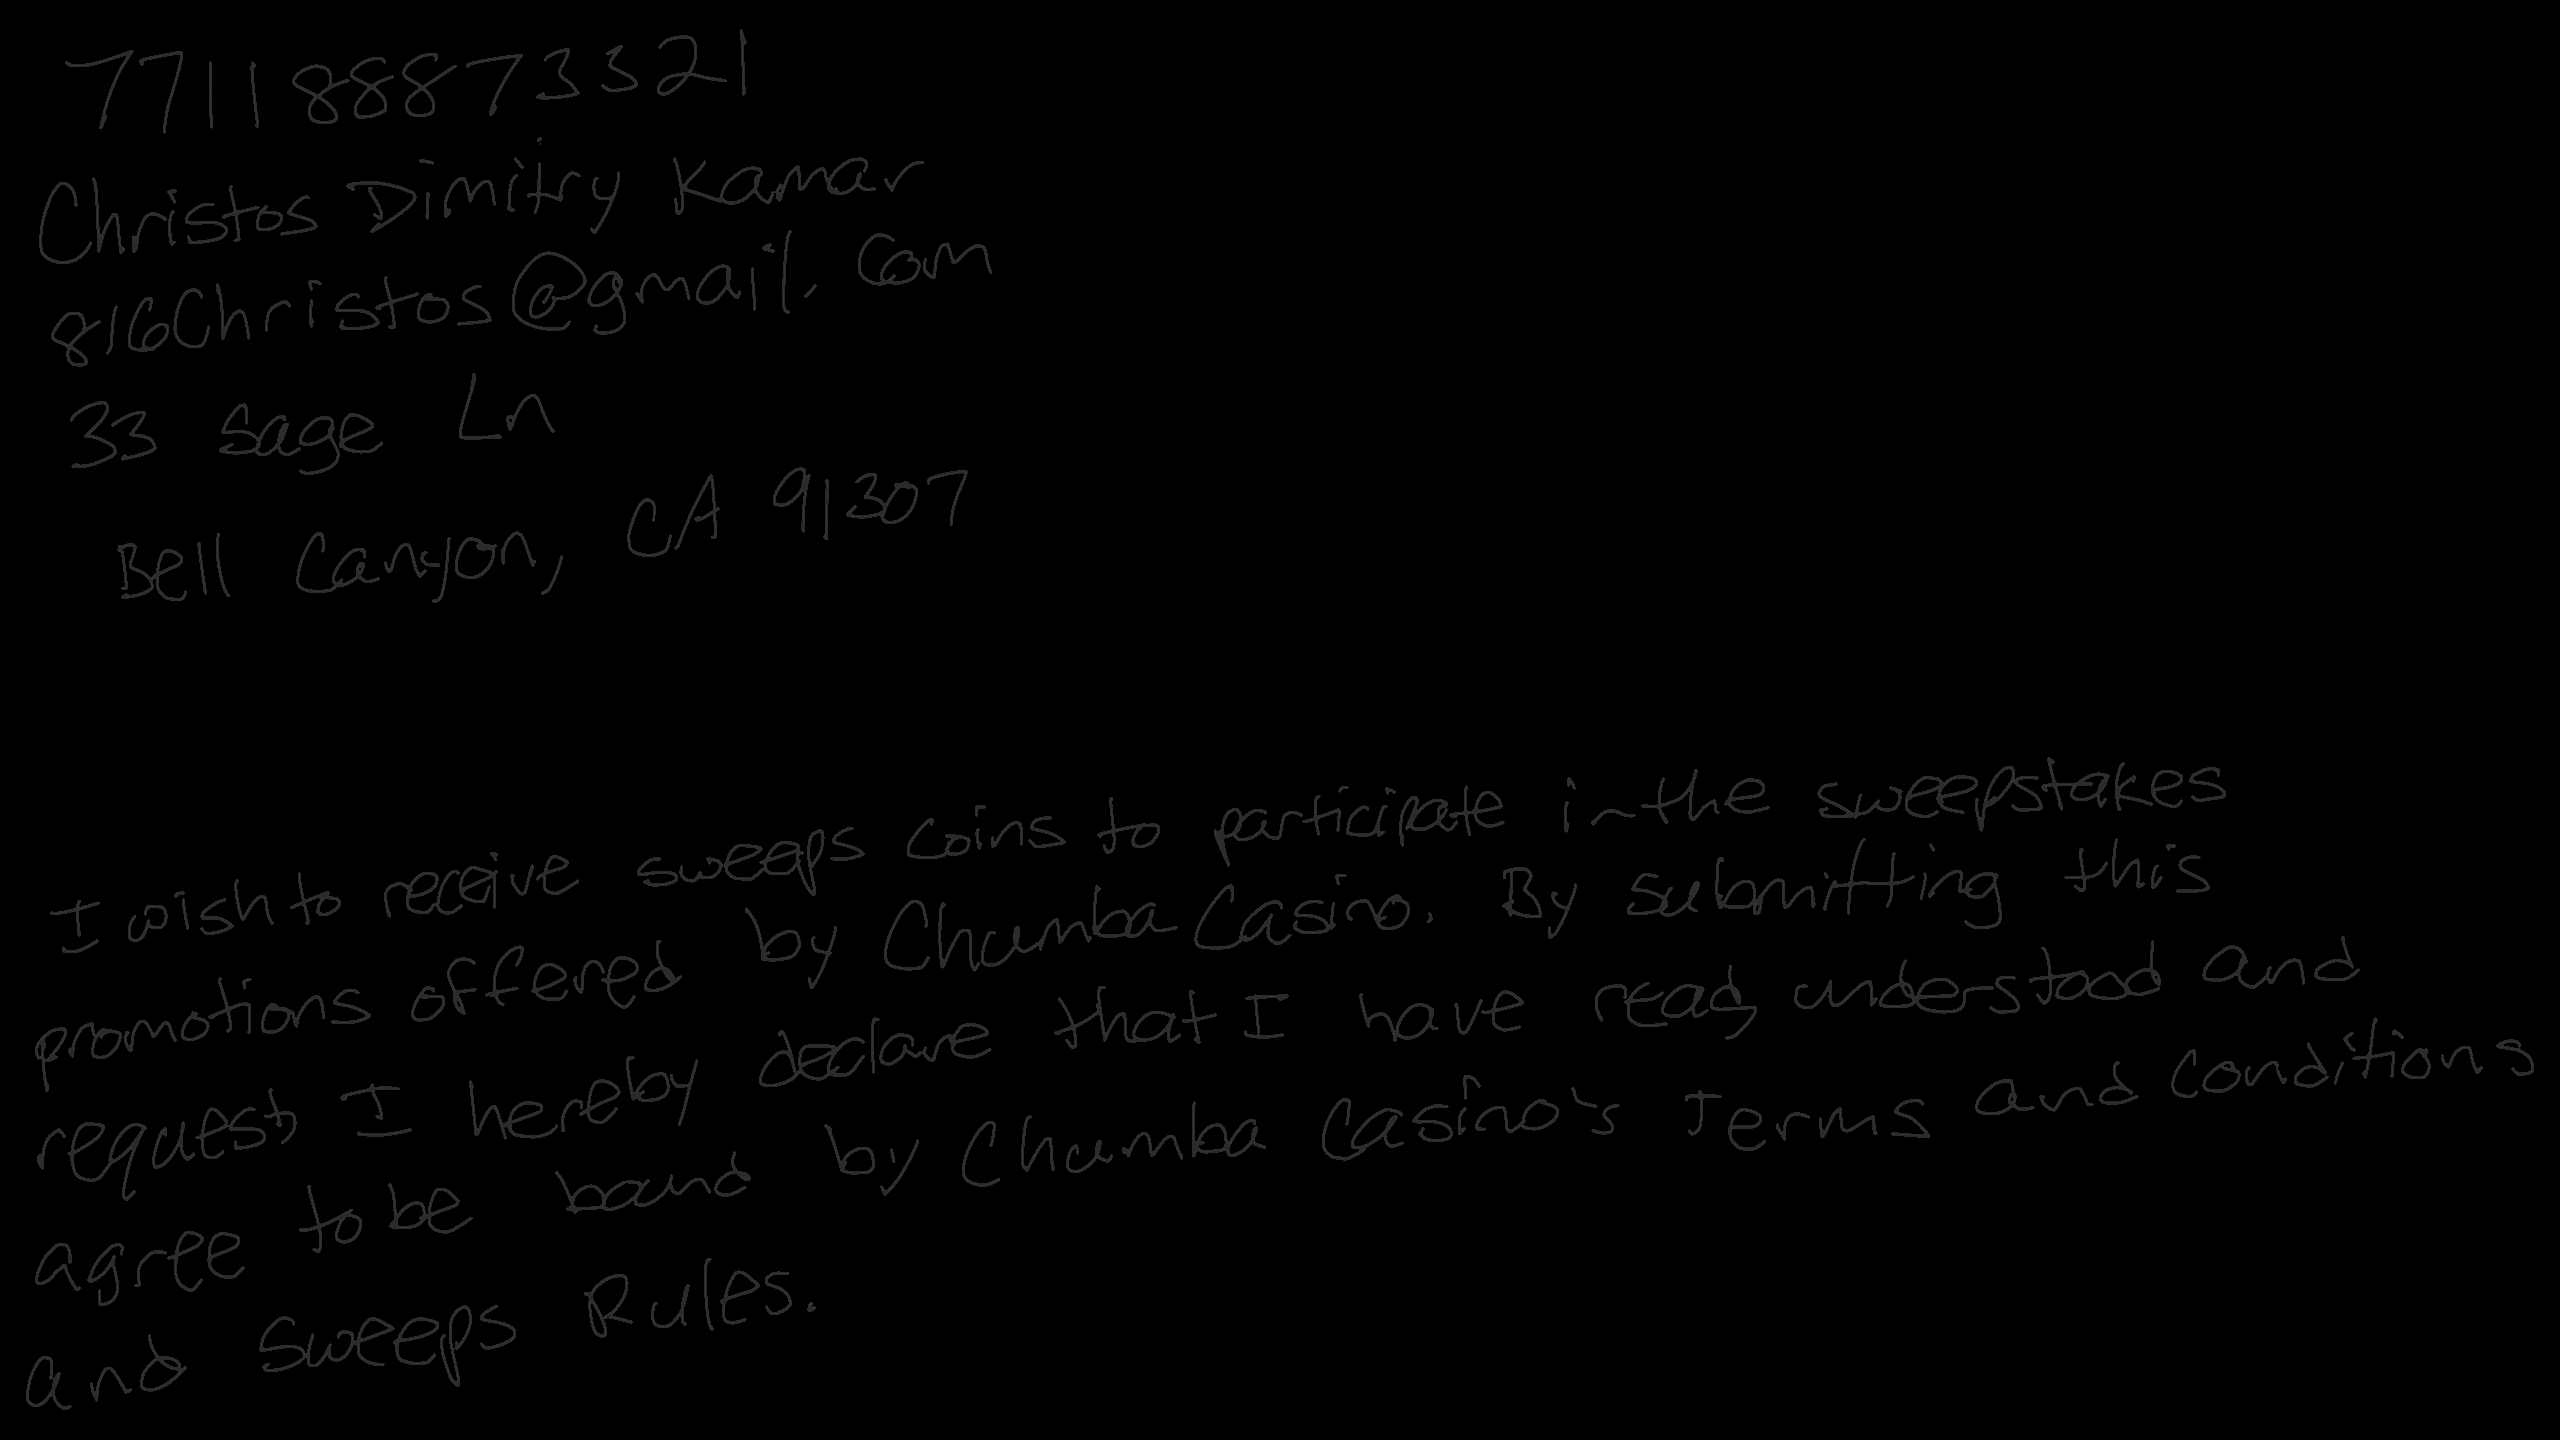 771188873321
Christos Dimitry Kamar
816Christos@gmail.com
33 Sage Ln
Bell Canyon, CA 91307
I wish to receive sweeps coins to participate in the sweepstakes
promotions offered by Chumba Casino. By submitting this
request, I hereby declare that I have read, understood and
agree to be bound by Chumba Casino's Terms and Conditions
and Sweeps Rules.